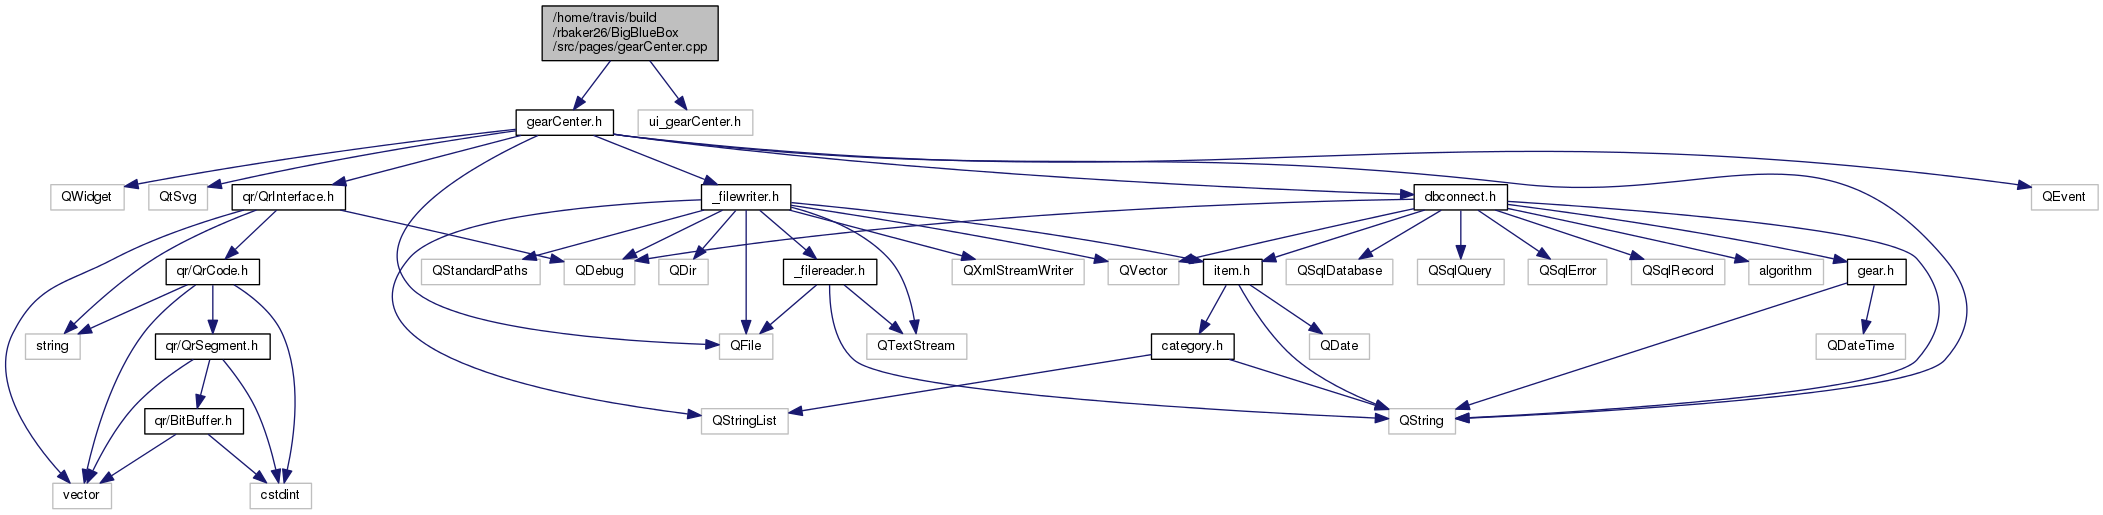 /home/travis/build
/rbaker26/BigBlueBox
/src/pages/gearCenter.cpp
gearCenter.h
ui_gearCenter.h
QWidget
QtSvg
qr/QrInterface.h
_filewriter.h
dbconnect.h
QEvent
qr/QrCode.h
QStandardPaths
QDebug
QDir
_filereader.h
QXmlStreamWriter
QVector
item.h
QSqlDatabase
QSqlQuery
QSqlError
QSqlRecord
algorithm
gear.h
string
qr/QrSegment.h
QFile
QTextStream
category.h
QDate
QDateTime
qr/BitBuffer.h
QStringList
QString
vector
cstdint